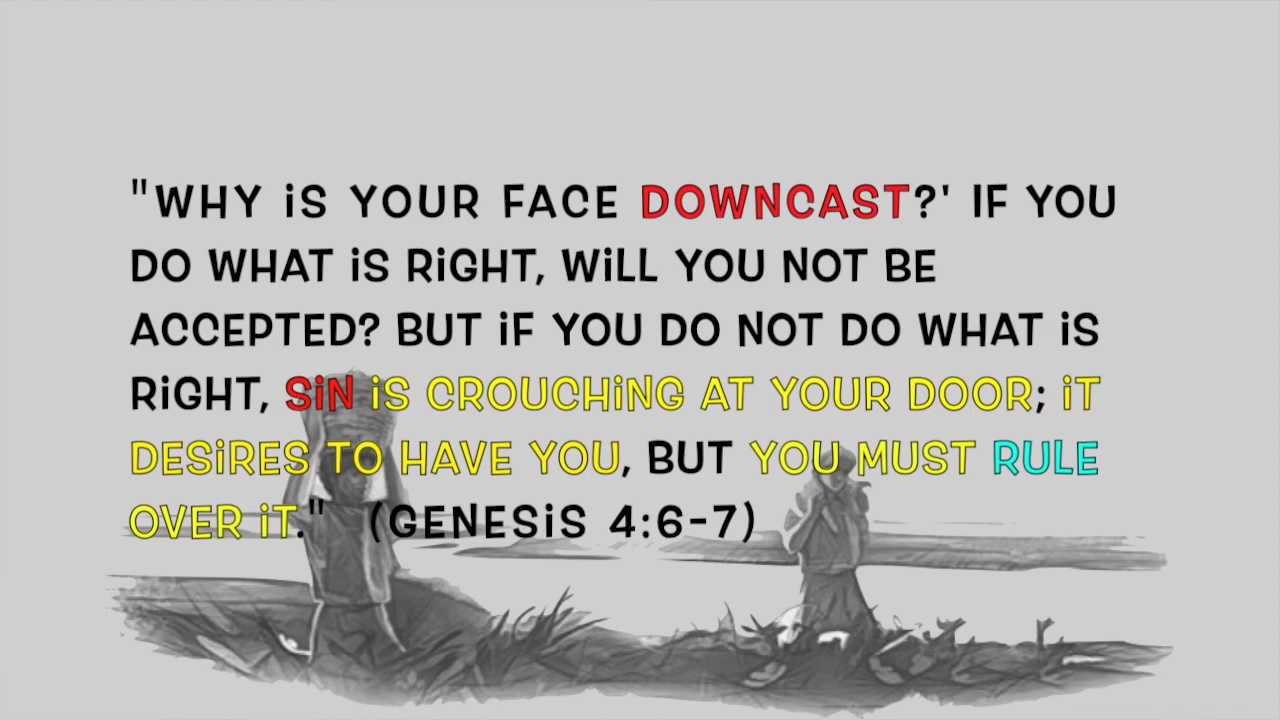 "WHY iS YOUR FACE DOWNCAST?' IF YOU
DO WHAT iS RiGHT, WiLL YOU NOT BE
ACCEPTED? BUT iF YOU DO NOT DO WHAT iS
RiGHT, SiN iS CROUCHiNG AT YOUR DOOR; iT
DESiRES TO HAVE YOU, BUT YOU MUST RULE
OVER iT." (GENESiS 4:6-7)